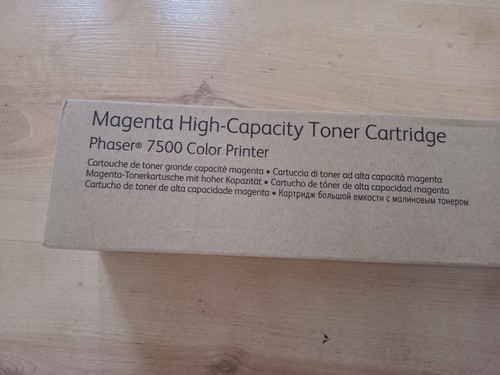 Magenta High-Capacity Toner Cartridge
Phaser® 7500 Color Printer
Cartouche de toner grande capacité magenta • Cartuccia di toner ad alta capacità magenta
Magenta-Tonerkartusche mit hoher Kapazität • Cartucho de tóner de alta capacidad magenta
Cartucho de toner de alta capacidade magenta • Картридж большой емкости с малиновым тонером